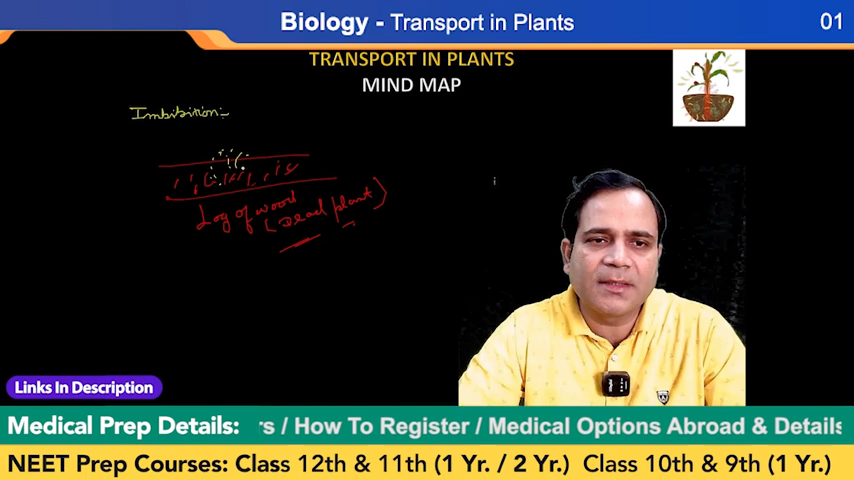 Biology - Transport in Plants
01
TRANSPORT IN PLANTS
MIND MAP
Imbibition:-
Log of wood
(Dead plant)
Links In Description
Medical Prep Details: rs / How To Register / Medical Options Abroad & Details
NEET Prep Courses: Class 12th & 11th (1 Yr. / 2 Yr.) Class 10th & 9th (1 Yr.)